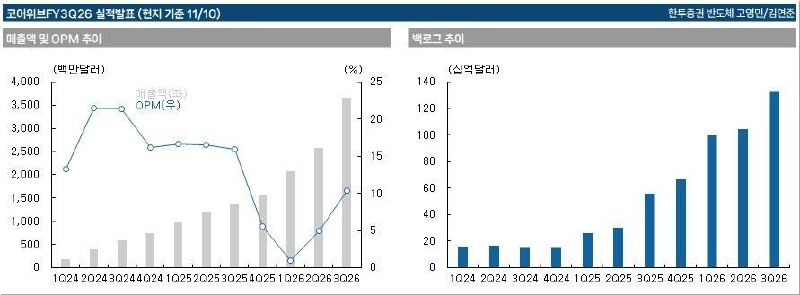 코어위브FY3Q26 실적발표 (현지 기준 11/10)
한투증권 반도체 고영민/김연준
매출액 및 OPM 추이
(백만달러)
(%)
매출액(좌)
OPM(우)
4,000
3,500
3,000
2,500
2,000
1,500
1,000
500
0
25
20
15
10
5
0
1Q24 2Q24 3Q24 4Q24 1Q25 2Q25 3Q25 4Q25 1Q26 2Q26 3Q26
백로그 추이
(십억달러)
140
120
100
80
60
40
20
0
1Q24 2Q24 3Q24 4Q24 1Q25 2Q25 3Q25 4Q25 1Q26 2Q26 3Q26